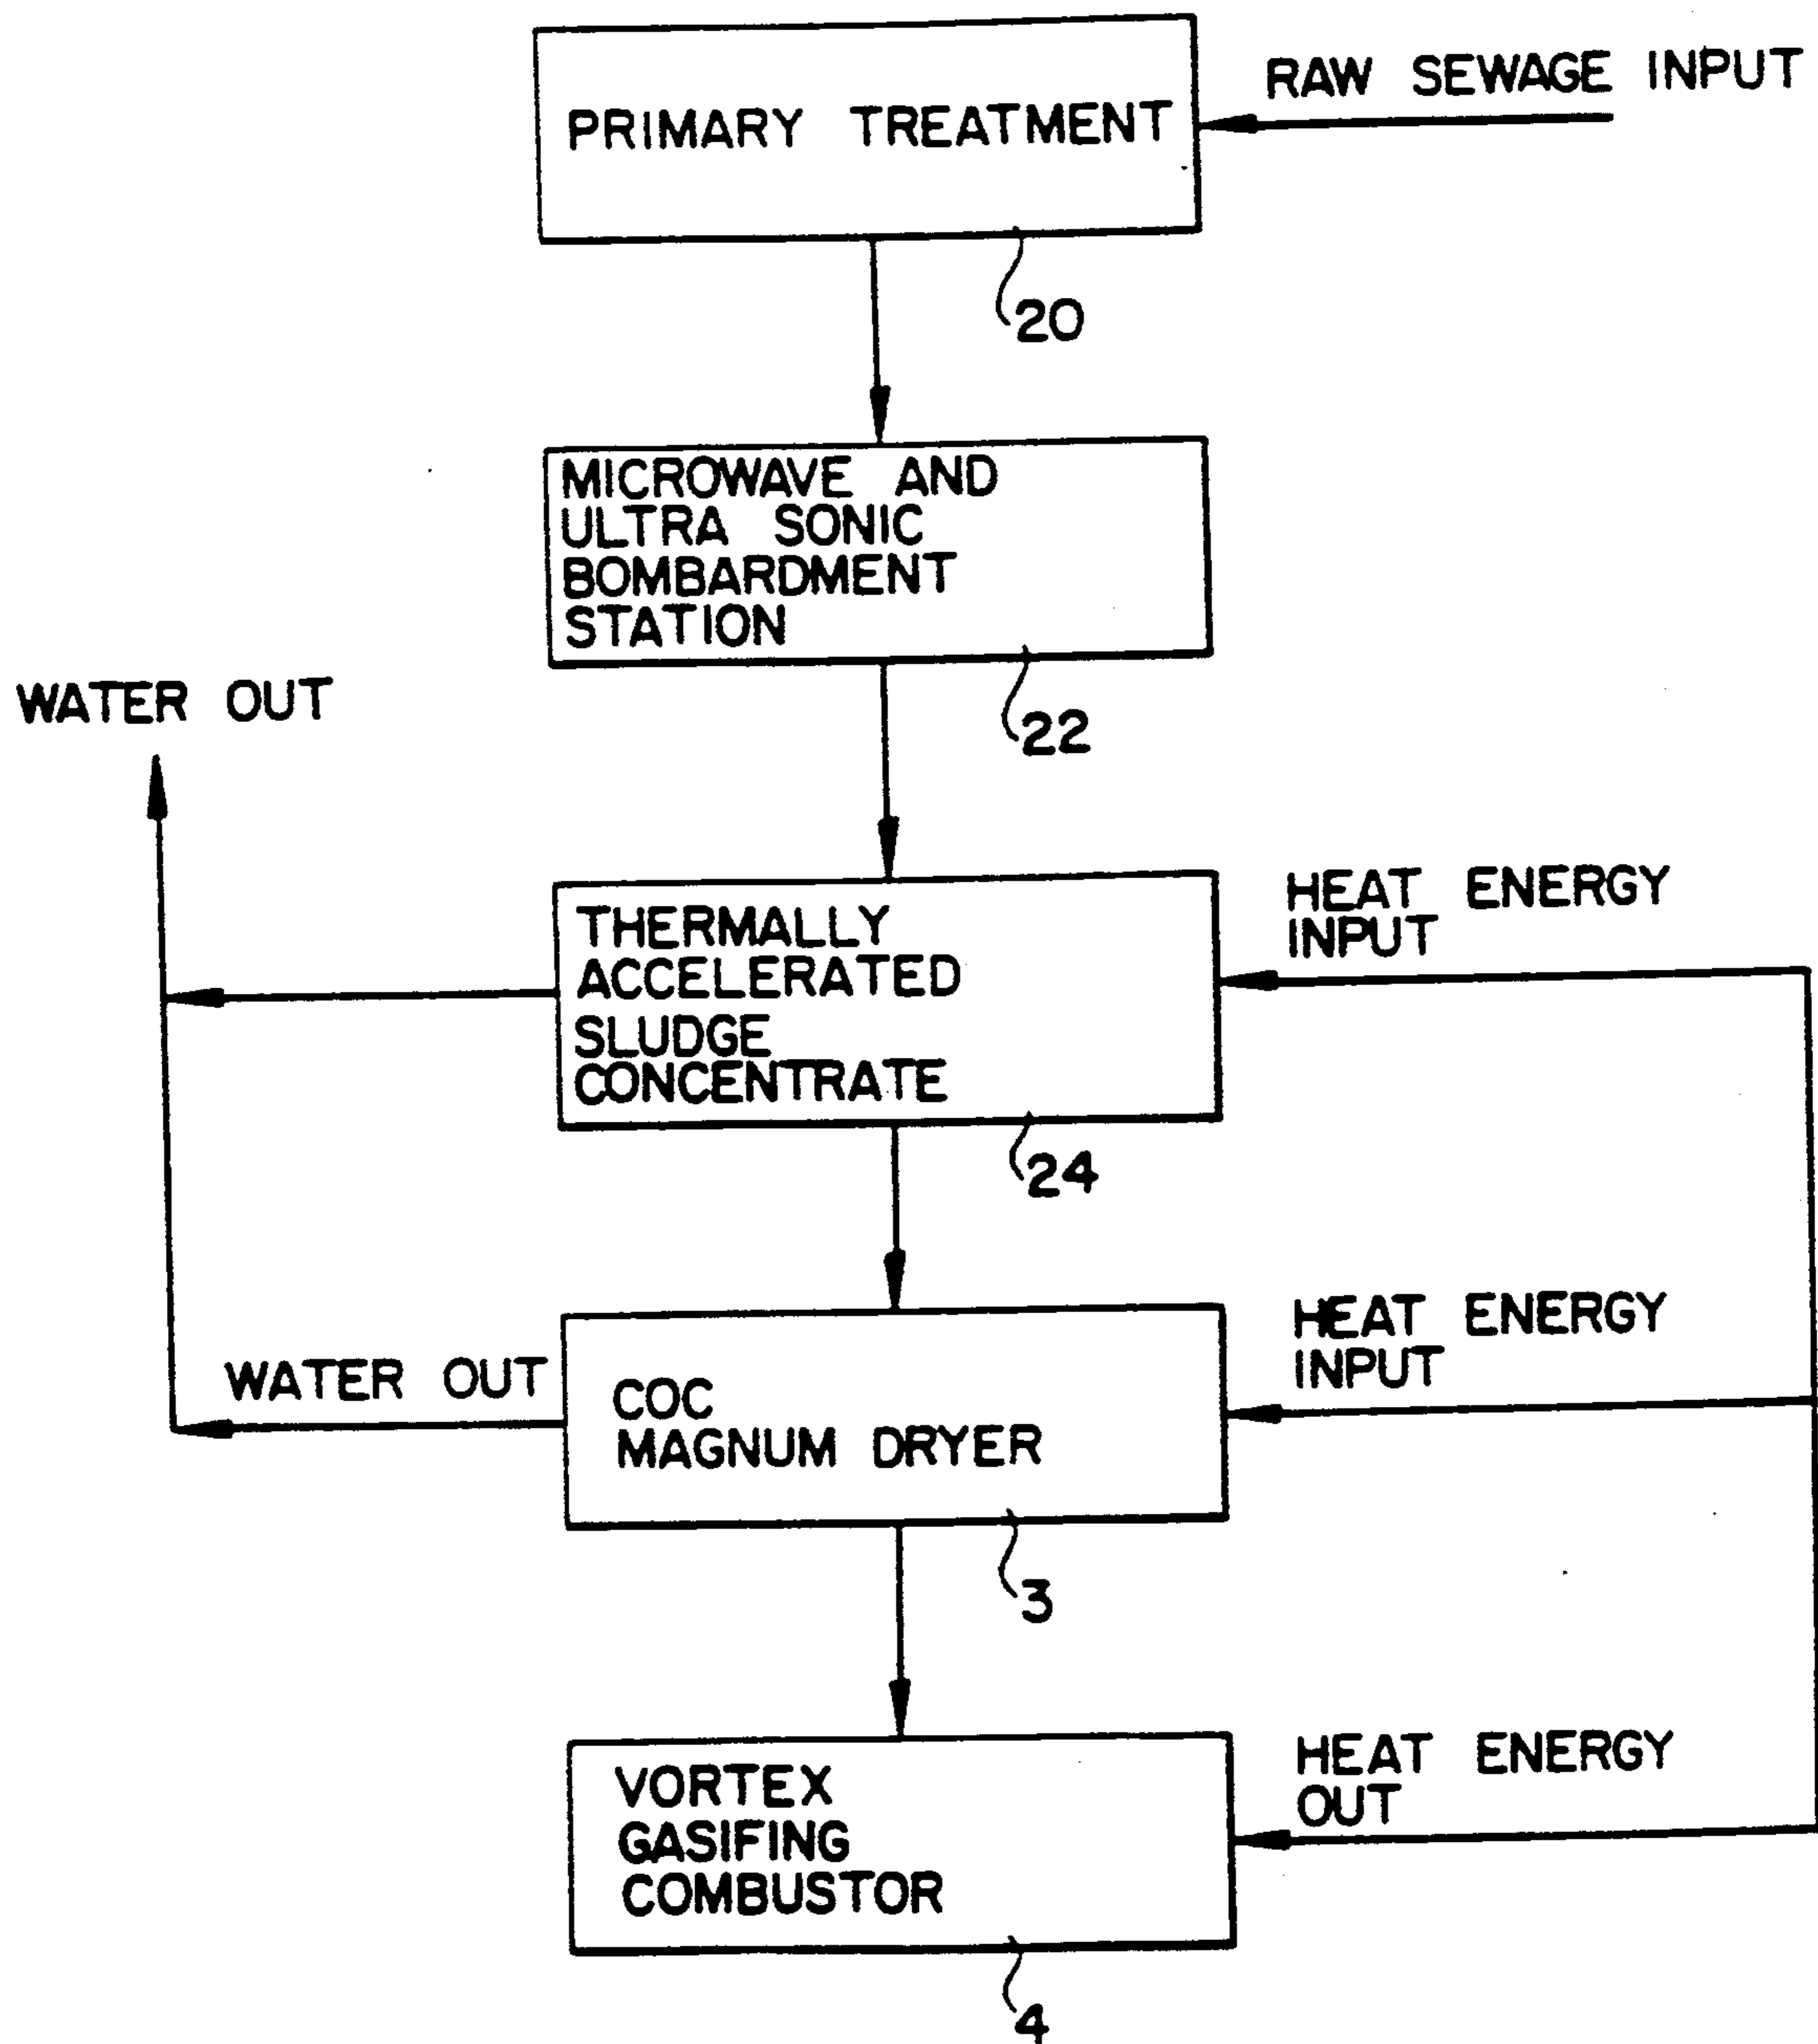 RAW SEWAGE INPUT
PRIMARY TREATMENT
20
MICROWAVE AND
ULTRA SONIC
BOMBARDMENT
STATION
22
WATER OUT
THERMALLY
ACCELERATED
SLUDGE
CONCENTRATE
24
HEAT ENERGY
INPUT
WATER OUT
COC
MAGNUM DRYER
3
HEAT ENERGY
INPUT
VORTEX
GASIFING
COMBUSTOR
4
HEAT ENERGY
OUT